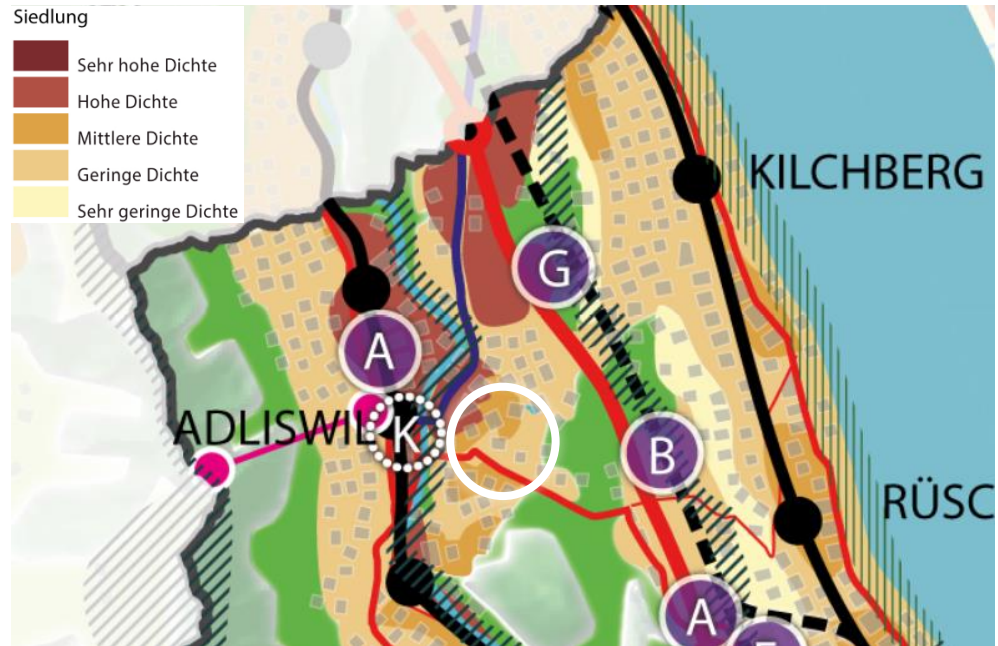 Siedlung
Sehr hohe Dichte
Hohe Dichte
Mittlere Dichte
Geringe Dichte
Sehr geringe Dichte
KILCHBERG
G
A
ADLISWIL
K
B
RÜSC
A